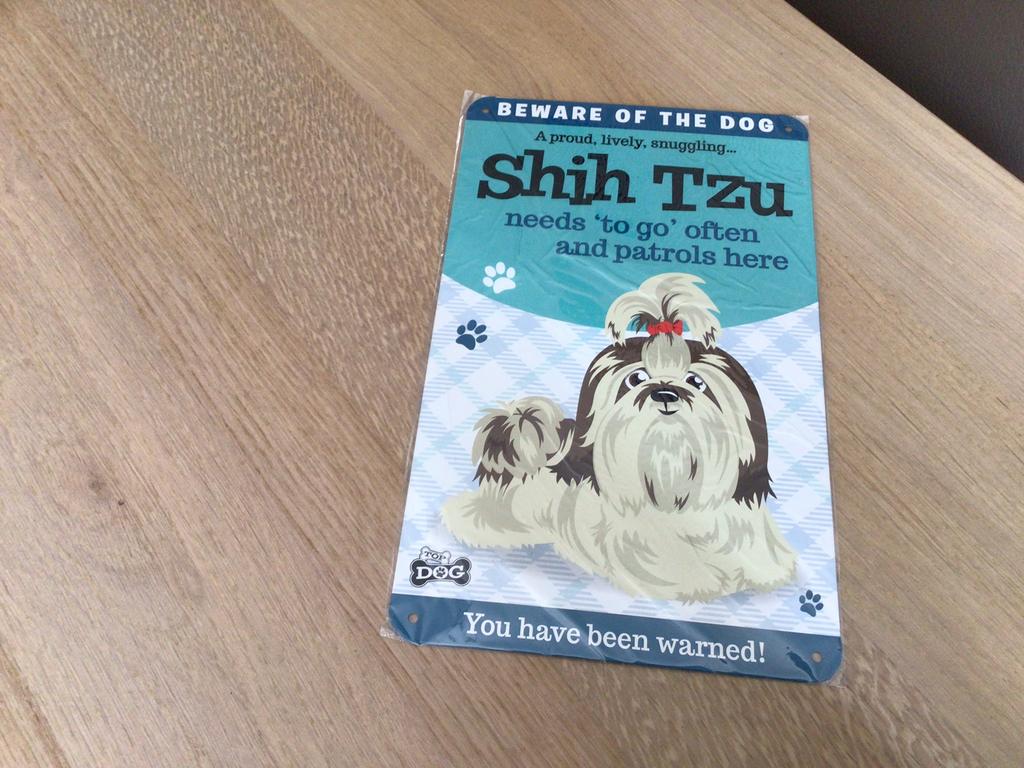 BEWARE OF THE DOG
A proud, lively, snuggling...
Shih Tzu
needs 'to go' often
and patrols here
TOP
DOG
You have been warned!